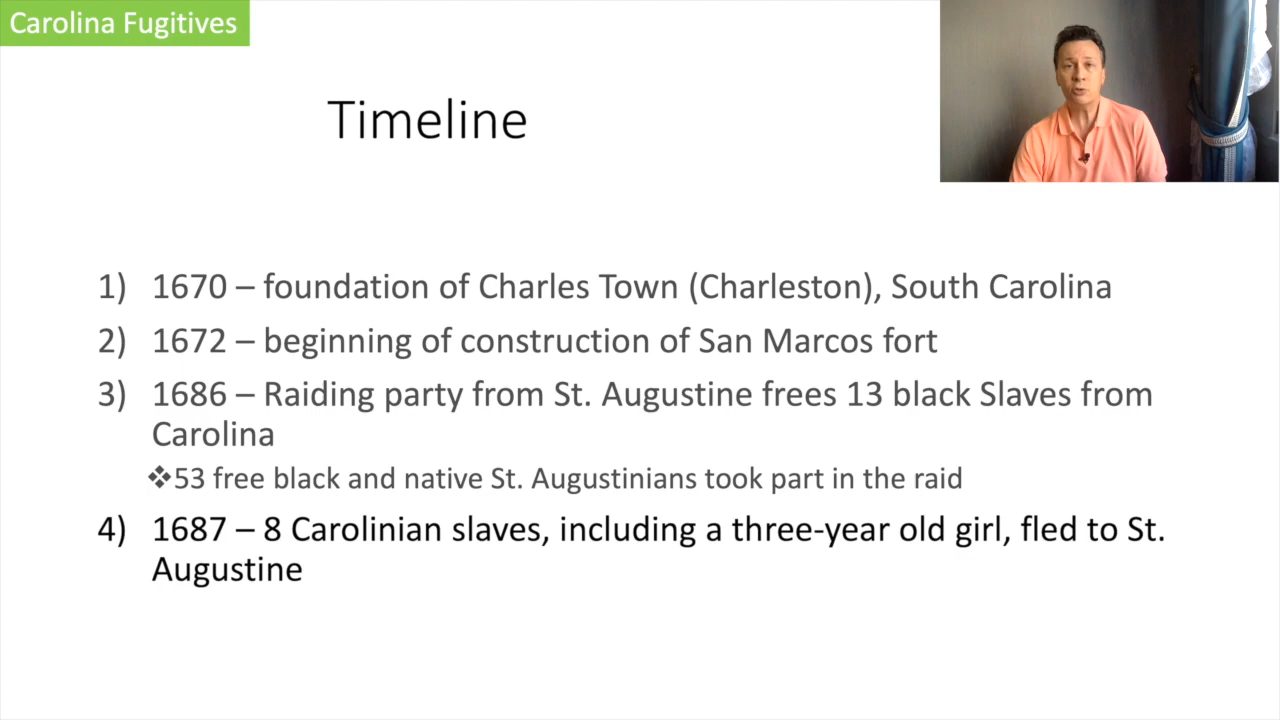 Carolina Fugitives
Timeline
1) 1670 – foundation of Charles Town (Charleston), South Carolina
2) 1672 – beginning of construction of San Marcos fort
3) 1686 – Raiding party from St. Augustine frees 13 black Slaves from
Carolina
❖53 free black and native St. Augustinians took part in the raid
4) 1687 – 8 Carolinian slaves, including a three-year old girl, fled to St.
Augustine